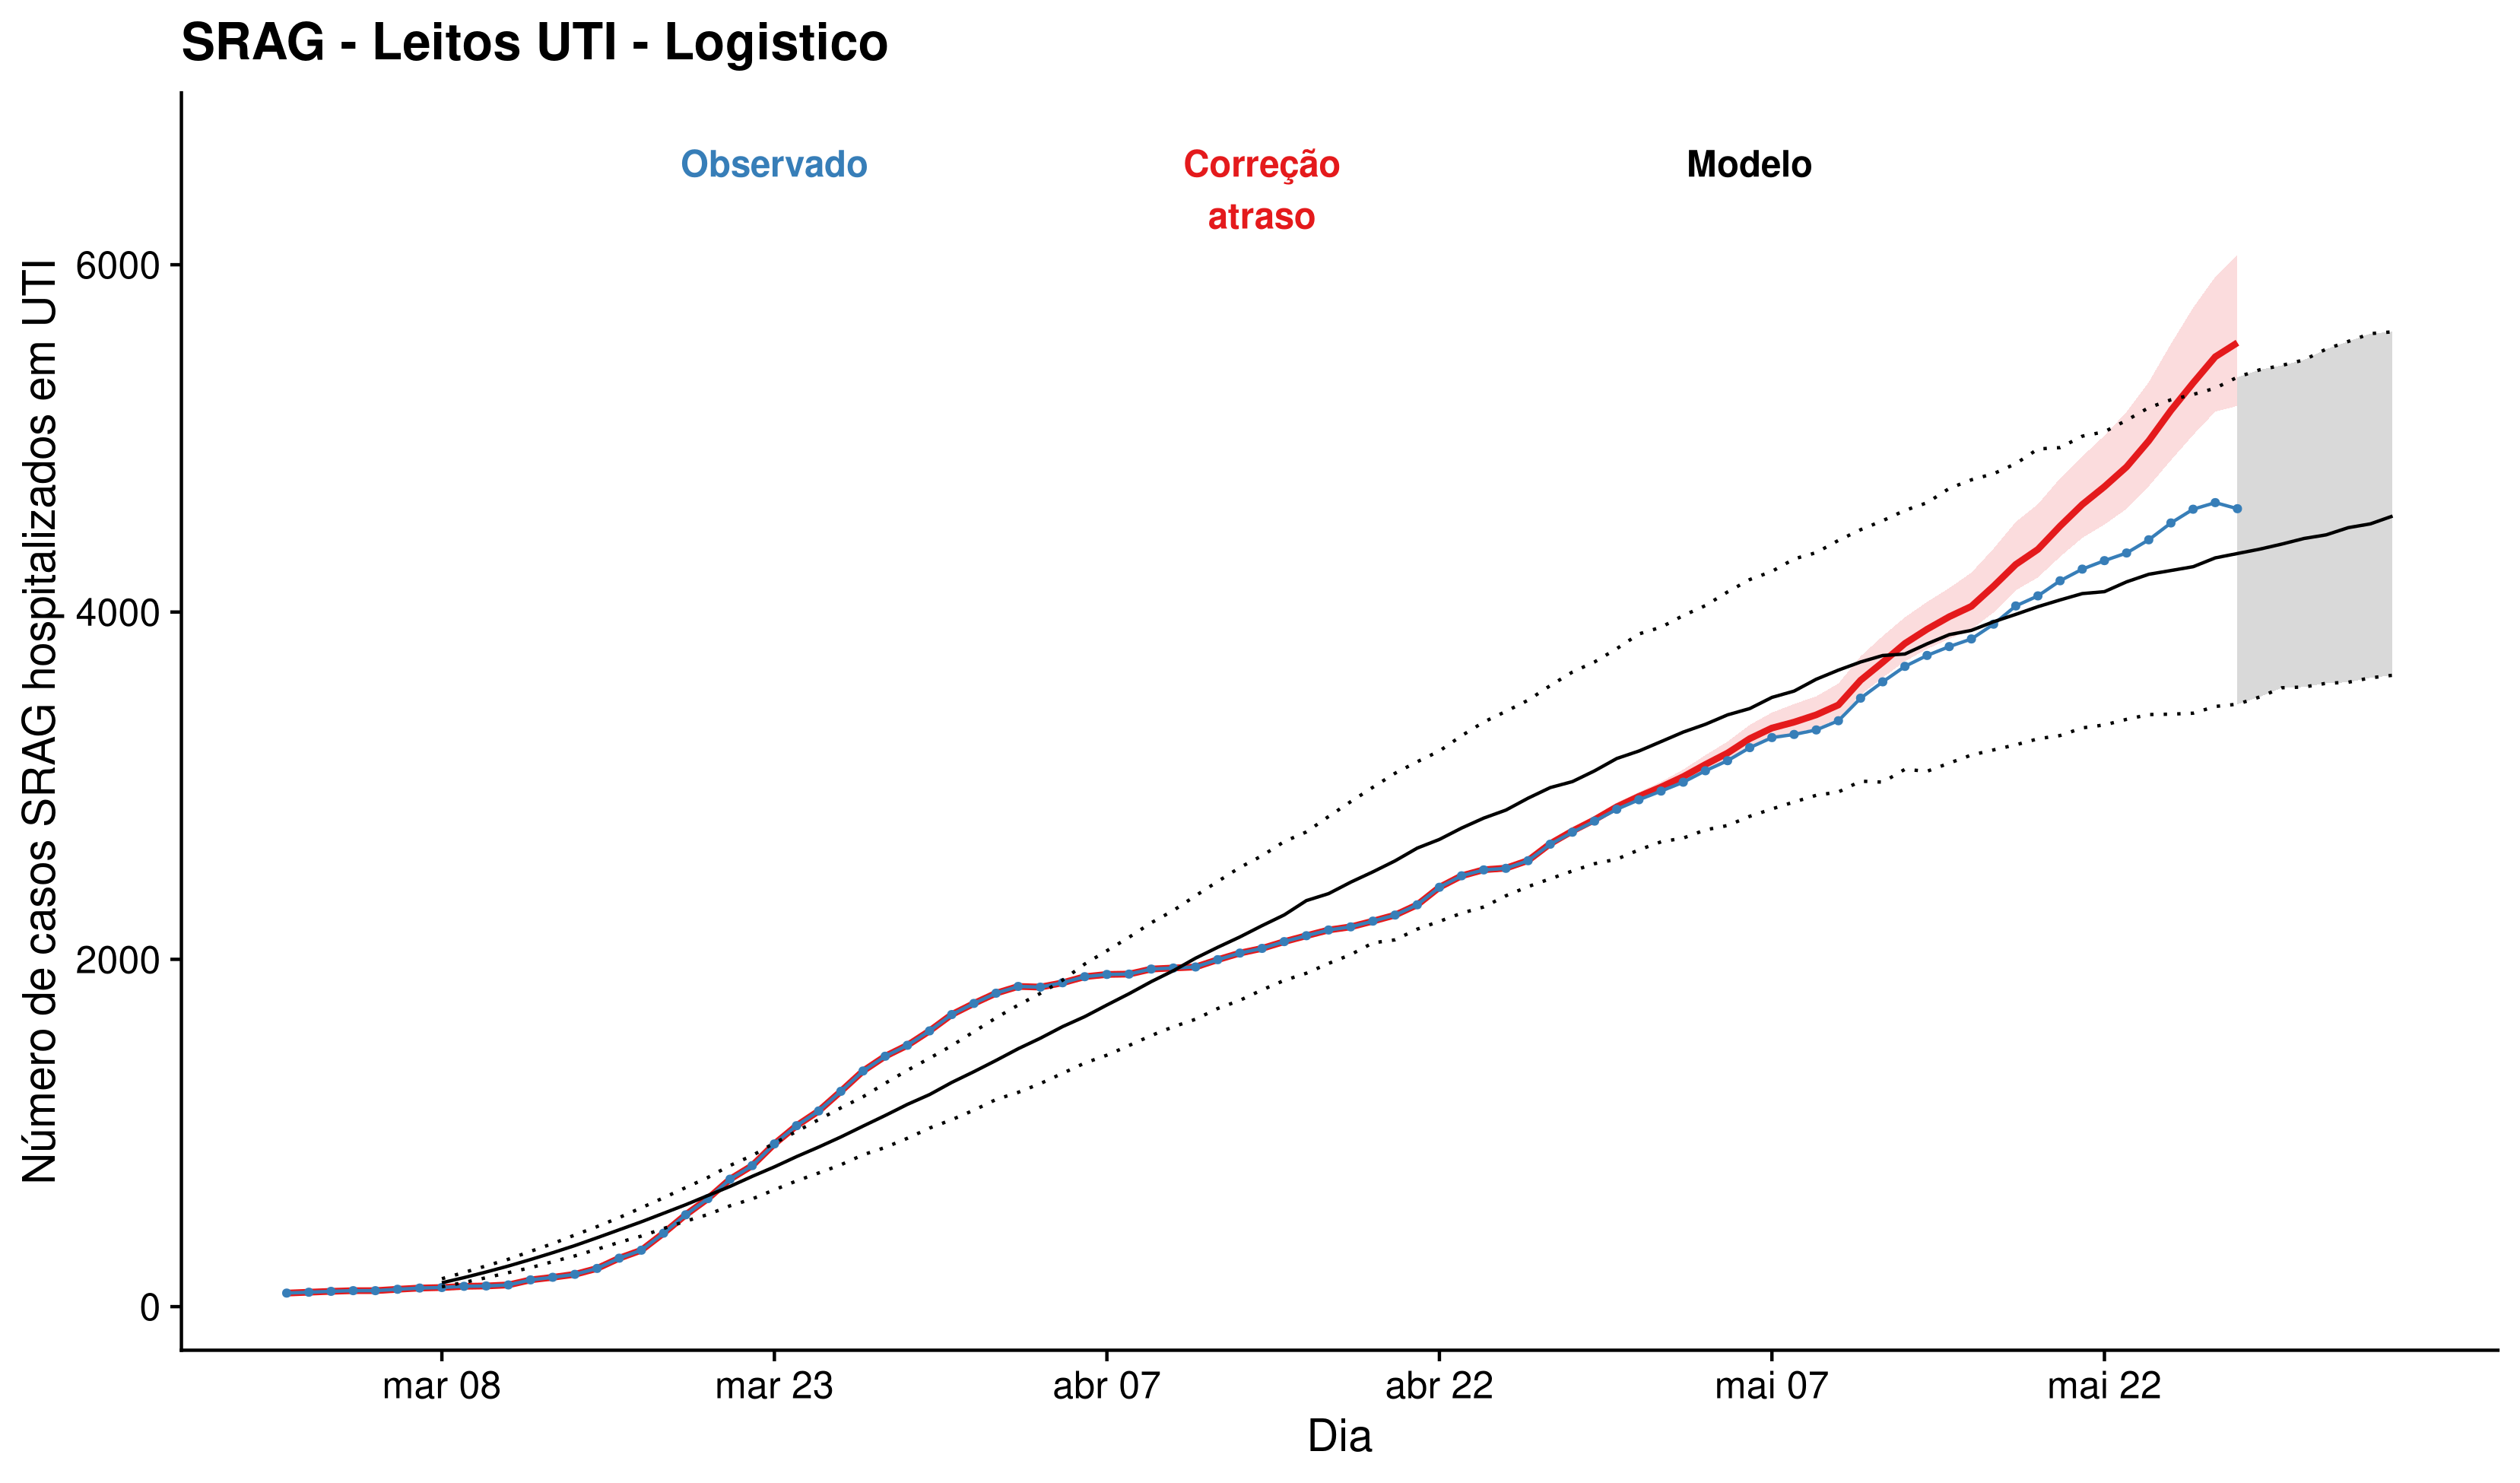 SRAG - Leitos UTI - Logistico
Observado
Correção
atraso
Modelo
Número de casos SRAG hospitalizados em UTI
6000
4000
2000
0
mar 08
mar 23
abr 07
abr 22
mai 07
mai 22
Dia